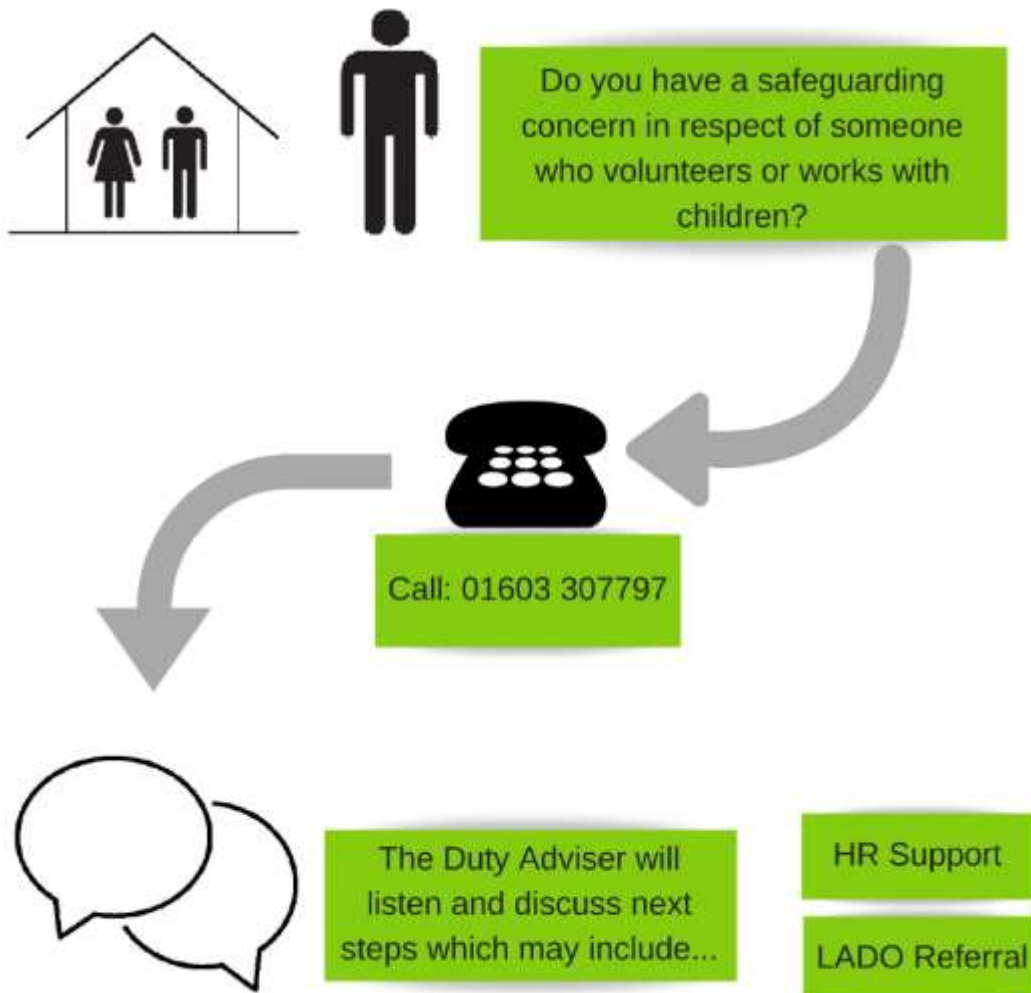 Do you have a safeguarding
concern in respect of someone
who volunteers or works with
children?
Call: 01603 307797
The Duty Adviser will
listen and discuss next
steps which may include...
HR Support
LADO Referral